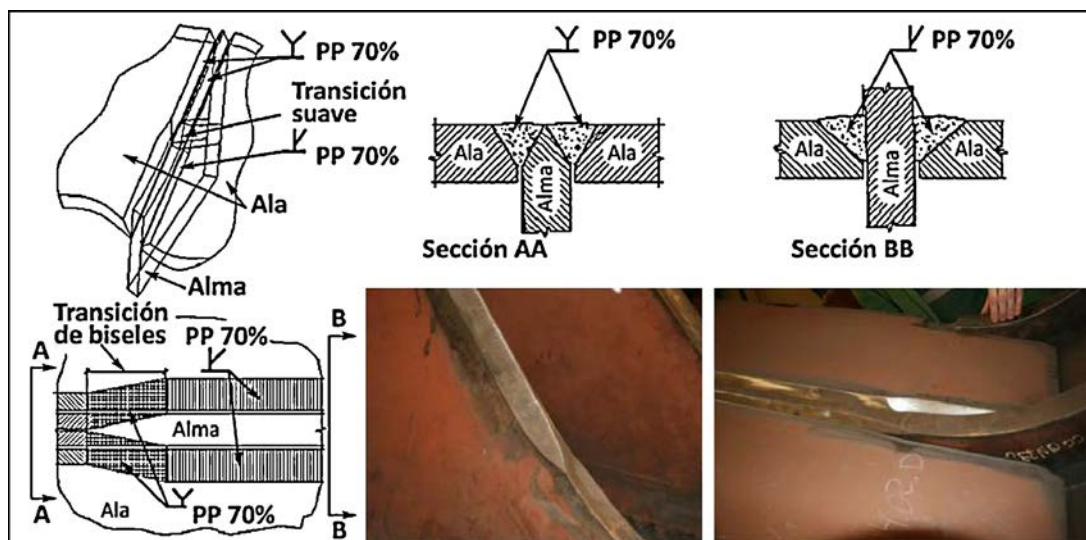 PP 70%
Transición
suave
PP 70%
Ala
Alma
PP 70%
Ala
Ala
Alma
Sección AA
PP 70%
Ala
Alma
Ala
Sección BB
Transición
de biseles
PP 70%
A
B
Alma
PP 70%
Ala
A
B